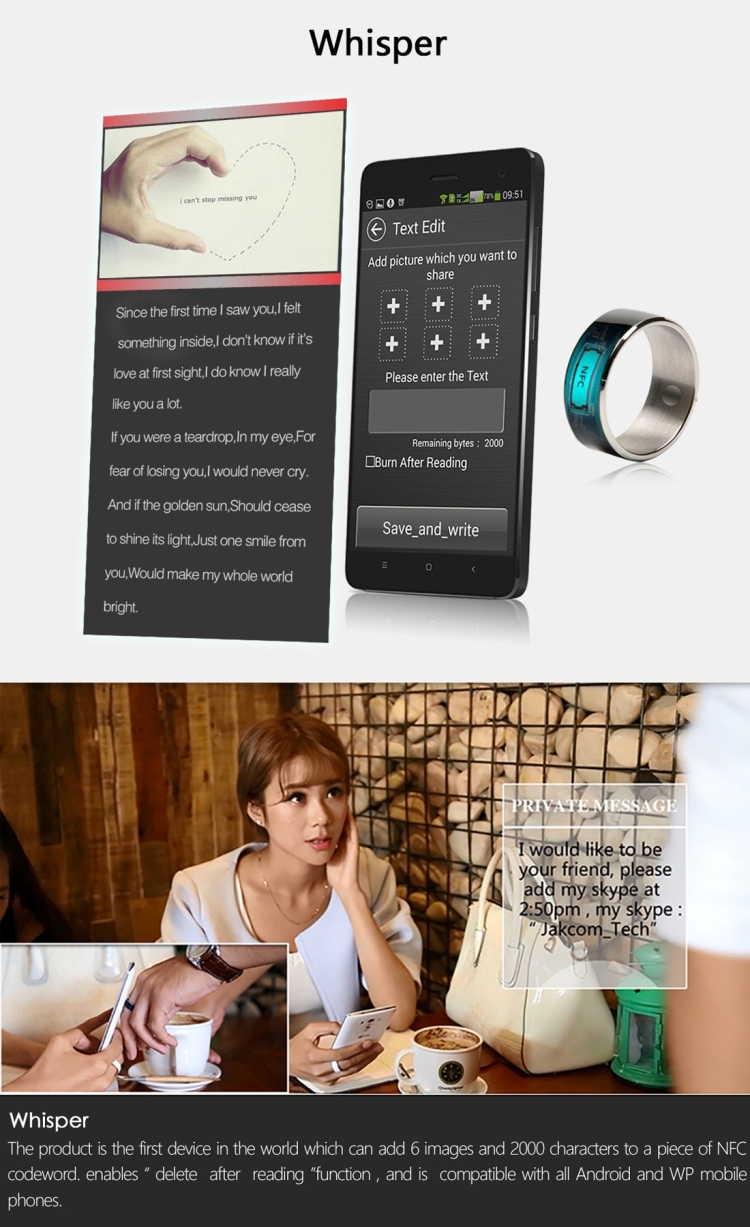 Whisper
i can't stop missing you
Since the first time I saw you,I felt
something inside,I don't know if it's
love at first sight,I do know I really
like you a lot.
If you were a teardrop,In my eye,For
fear of losing you,I would never cry.
And if the golden sun,Should cease
to shine its light,Just one smile from
you,Would make my whole world
bright.
78% 09:51
Text Edit
Add picture which you want to
share
Please enter the Text
Remaining bytes : 2000
Burn After Reading
Save_and_write
NFC
PRIVATE MESSAGE
I would like to be
your friend, please
add my skype at
2:50pm , my skype :
“ Jakcom_Tech”
Whisper
The product is the first device in the world which can add 6 images and 2000 characters to a piece of NFC
codeword. enables “ delete after reading ”function , and is compatible with all Android and WP mobile
phones.